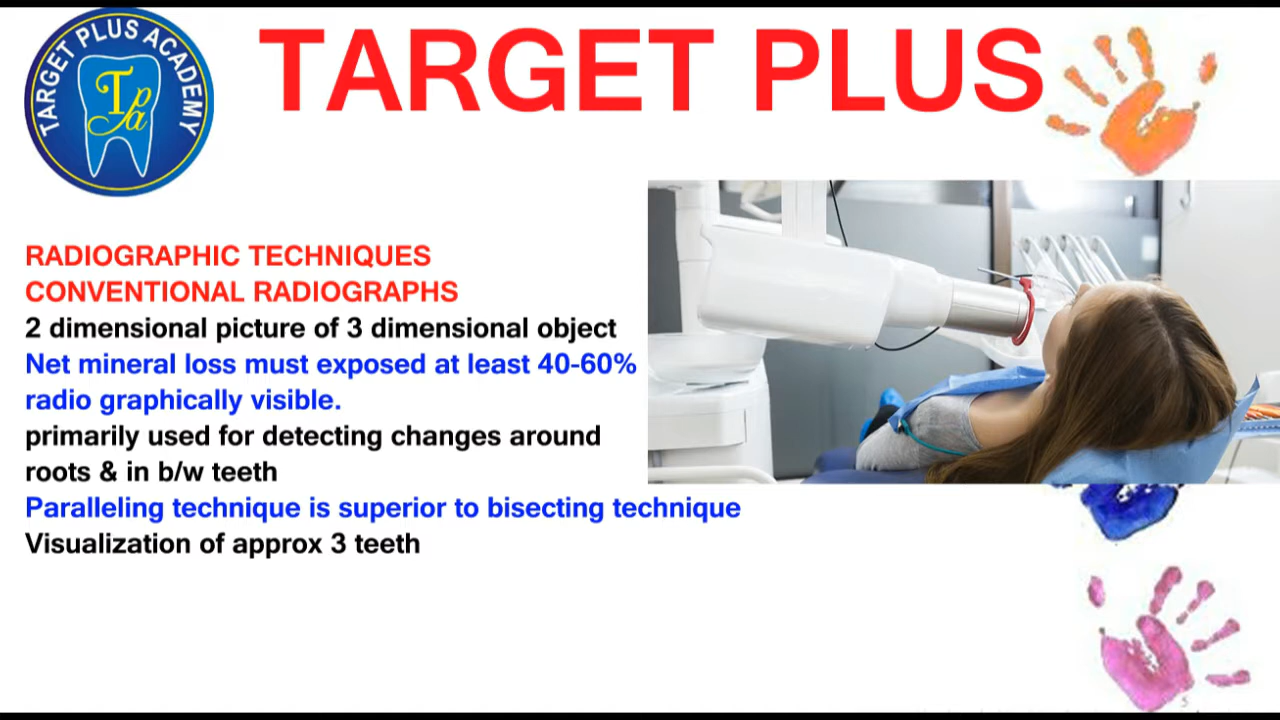 TARGET PLUS ACADEMY
TPa
TARGET PLUS
RADIOGRAPHIC TECHNIQUES
CONVENTIONAL RADIOGRAPHS
2 dimensional picture of 3 dimensional object
Net mineral loss must exposed at least 40-60%
radio graphically visible.
primarily used for detecting changes around
roots & in b/w teeth
Paralleling technique is superior to bisecting technique
Visualization of approx 3 teeth